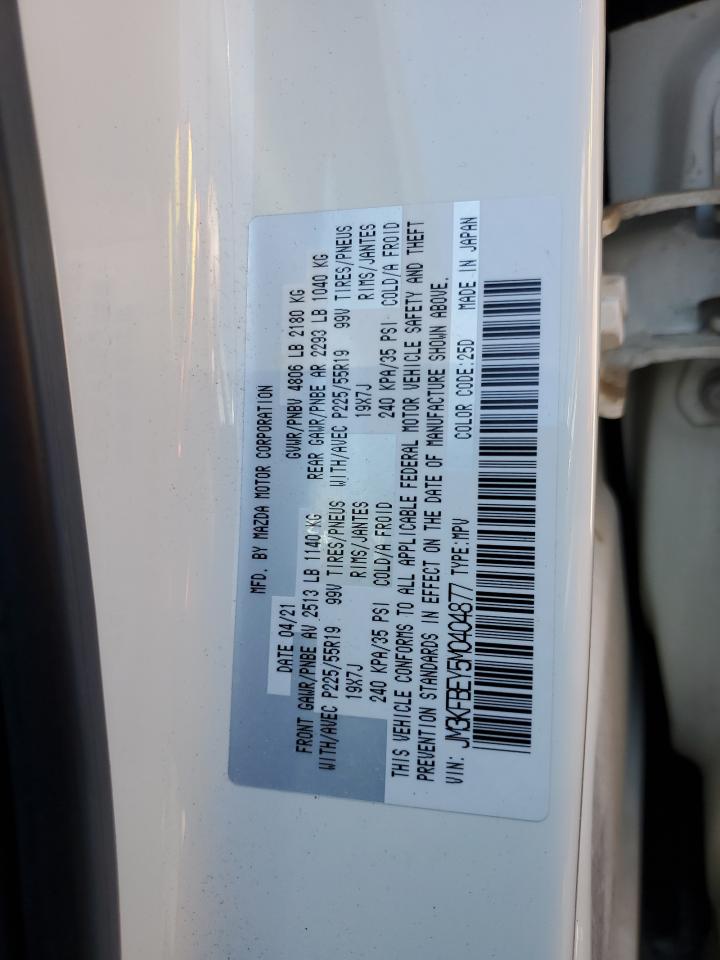 MFD. BY MAZDA MOTOR CORPORATION
DATE 04/21 GVWR/PNBV 4806 LB 2180 KG
FRONT GAWR/PNBE AV 2513 LB 1140 KG REAR GAWR/PNBE AR 2293 LB 1040 KG
WITH/AVEC P225/55R19 99V TIRES/PNEUS WITH/AVEC P225/55R19 99V TIRES/PNEUS
19X7J RIMS/JANTES 19X7J RIMS/JANTES
240 KPA/35 PSI COLD/A FROID 240 KPA/35 PSI COLD/A FROID
THIS VEHICLE CONFORMS TO ALL APPLICABLE FEDERAL MOTOR VEHICLE SAFETY AND THEFT
PREVENTION STANDARDS IN EFFECT ON THE DATE OF MANUFACTURE SHOWN ABOVE.
VIN: JM3KFBEY5M0404877 TYPE:MPV COLOR CODE:25D MADE IN JAPAN